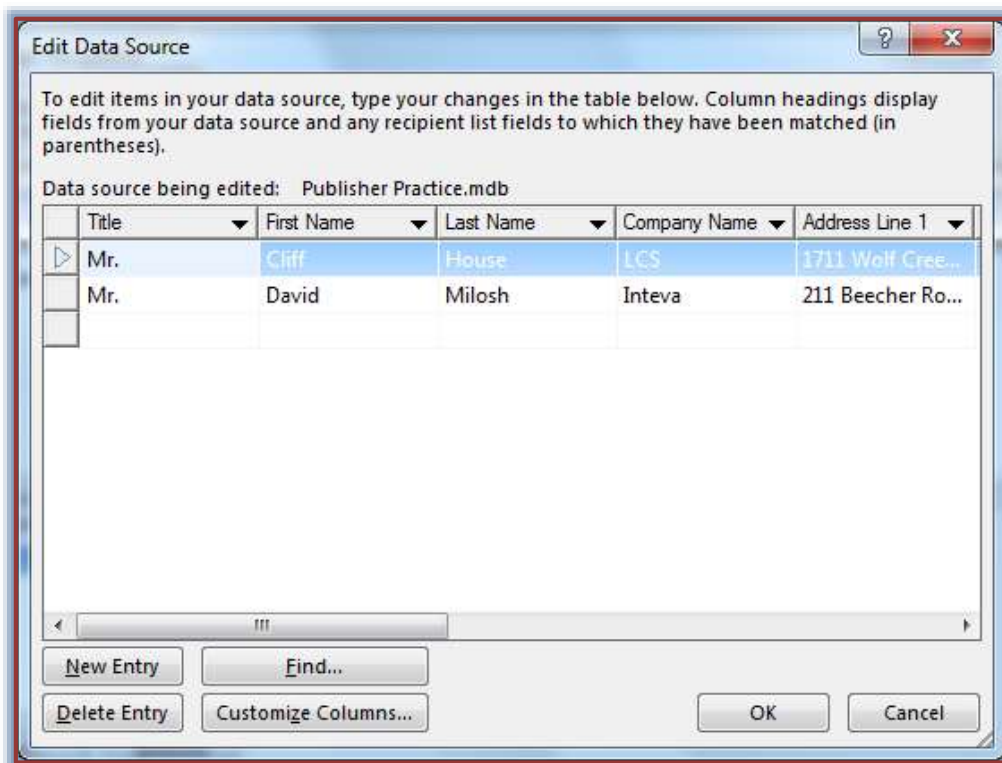 Edit Data Source
To edit items in your data source, type your changes in the table below. Column headings display
fields from your data source and any recipient list fields to which they have been matched (in
parentheses).
Data source being edited: Publisher Practice.mdb
Title First Name Last Name Company Name Address Line 1
Mr. Cliff House LCS 1711 Wolf Cree...
Mr. David Milosh Inteva 211 Beecher Ro...
New Entry Find...
Delete Entry Customize Columns... OK Cancel